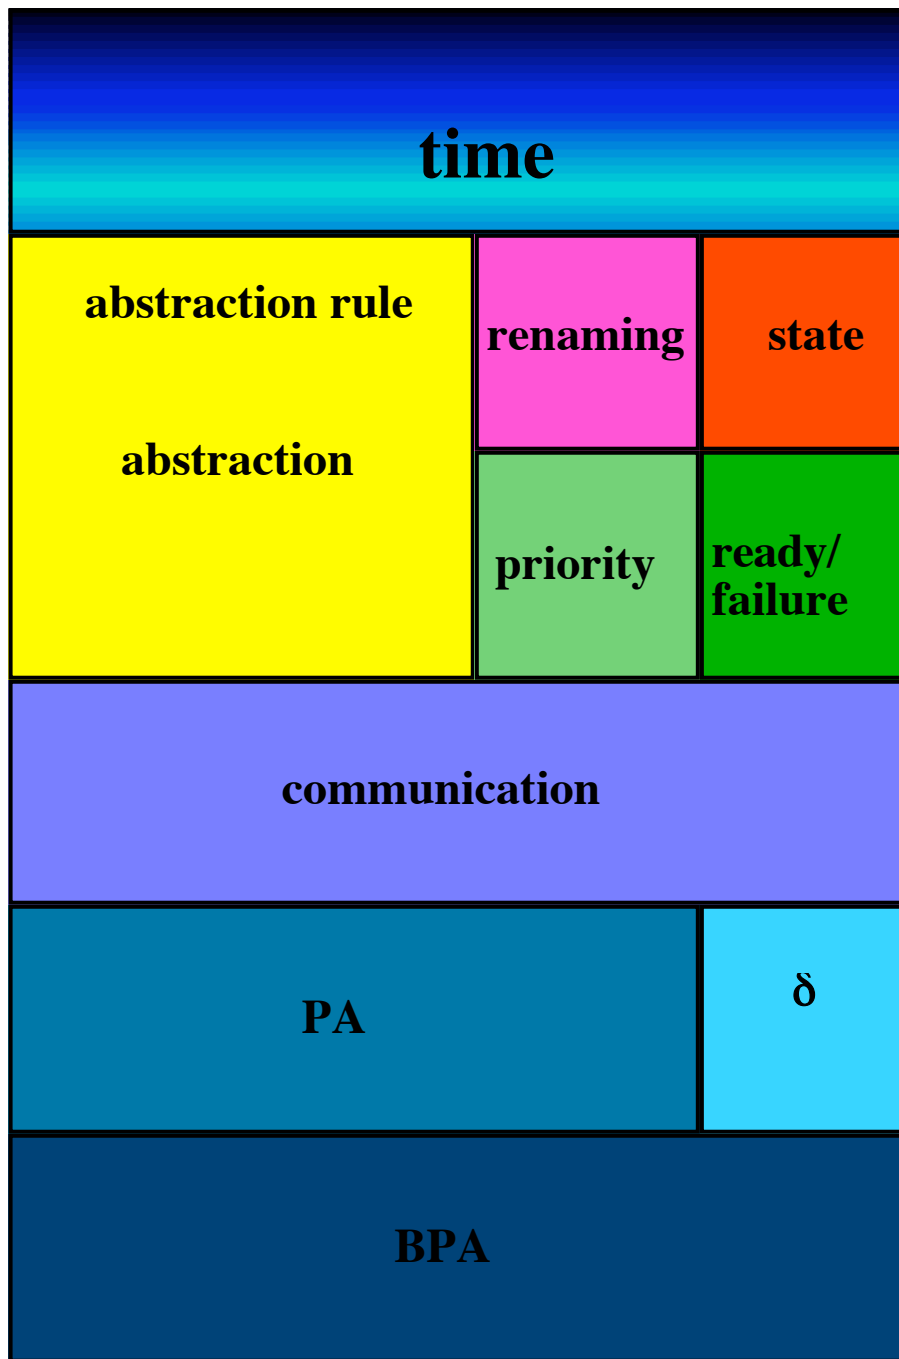 time
abstraction rule
abstraction
renaming
state
priority
ready/
failure
communication
PA
δ
BPA